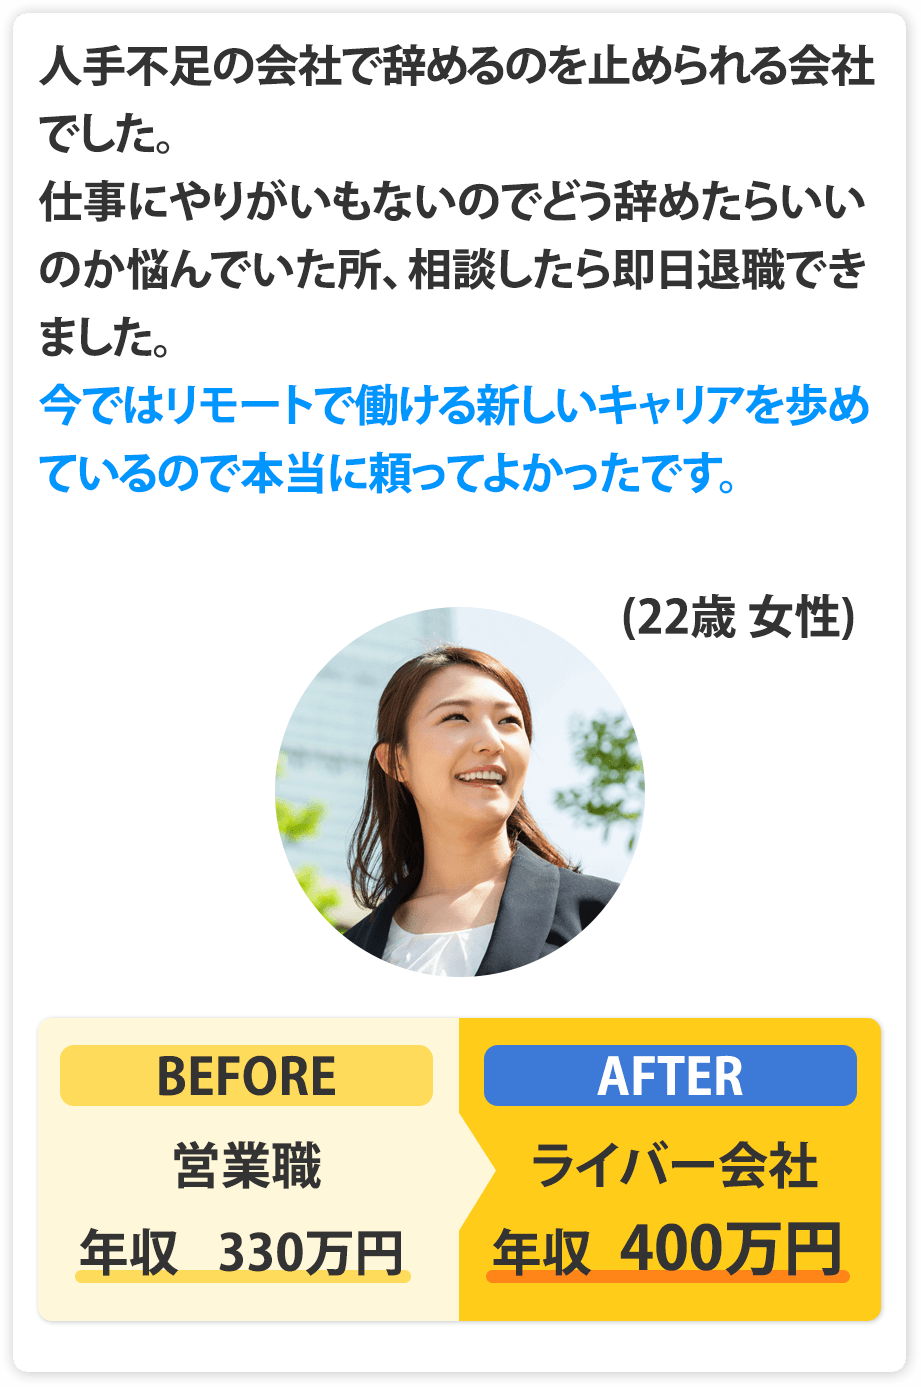 人手不足の会社で辞めるのを止められる会社
でした。
仕事にやりがいもないのでどう辞めたらいい
のか悩んでいた所、相談したら即日退職でき
ました。
今ではリモートで働ける新しいキャリアを歩め
ているので本当に頼ってよかったです。
(22歳 女性)
BEFORE
営業職
年収 330万円
AFTER
ライバー会社
年収 400万円